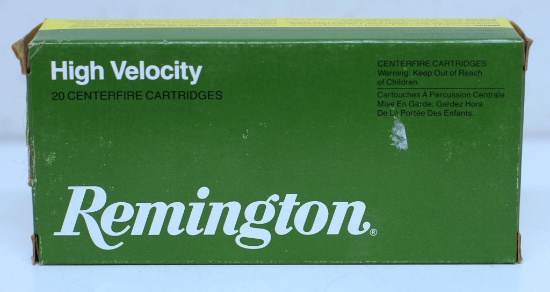 High Velocity
20 CENTERFIRE CARTRIDGES
CENTERFIRE CARTRIDGES
Warning: Keep Out of Reach
of Children.
Cartouches À Percussion Centrale
Mise En Garde: Gardez Hors
De La Portée Des Enfants.
Remington®